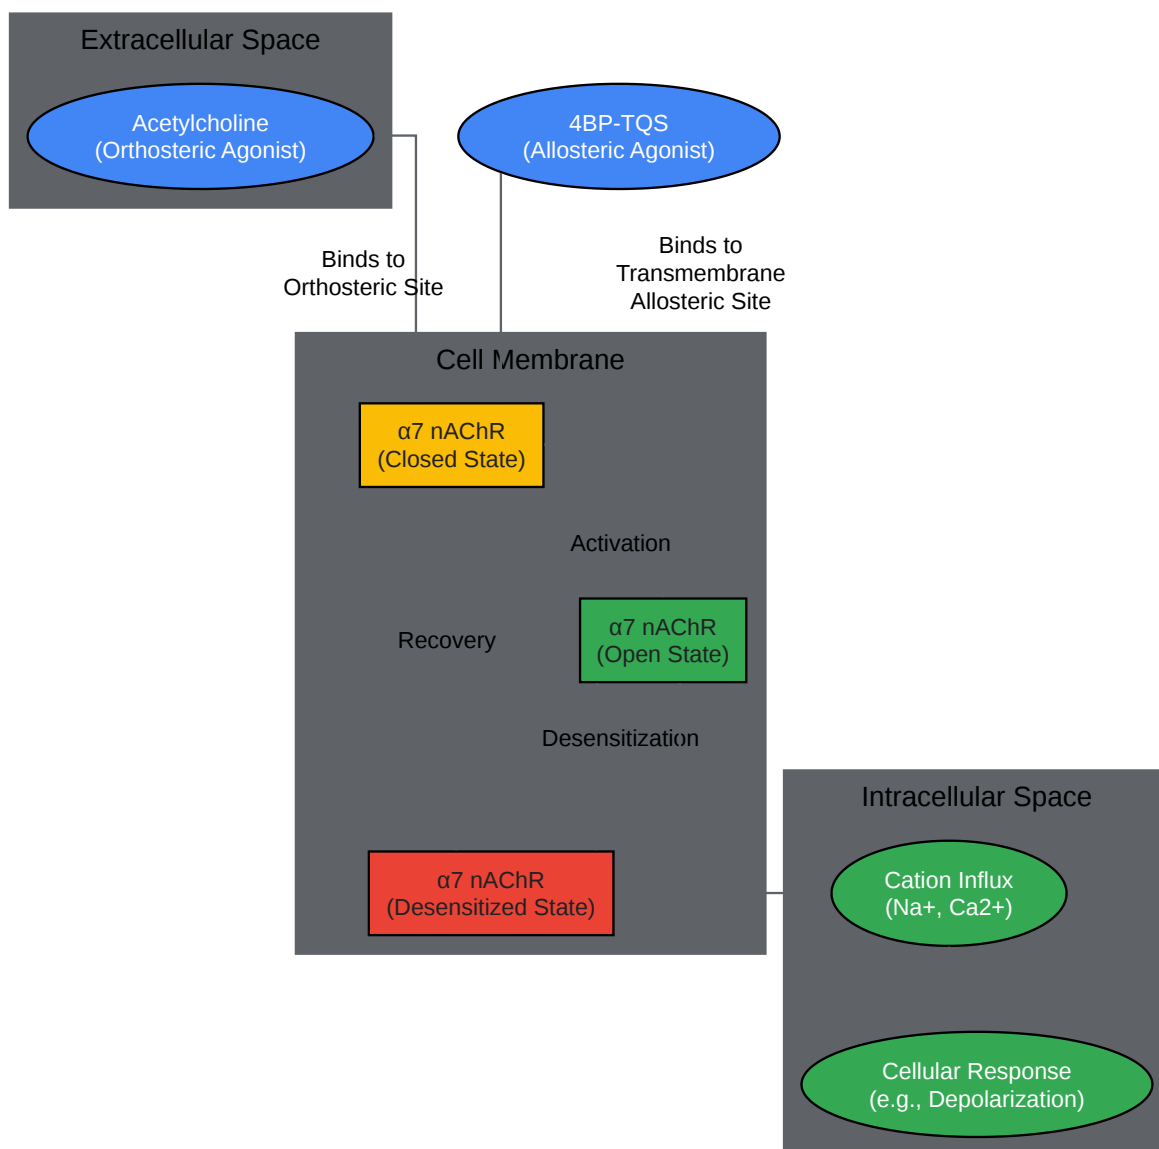 Extracellular Space
Acetylcholine
(Orthosteric Agonist)
4BP-TQS
(Allosteric Agonist)
Binds to
Orthosteric Site
Binds to
Transmembrane
Allosteric Site
Cell Membrane
α7 nAChR
(Closed State)
Activation
Recovery
α7 nAChR
(Open State)
Desensitization
Intracellular Space
α7 nAChR
(Desensitized State)
Cation Influx
(Na+, Ca2+)
Cellular Response
(e.g., Depolarization)